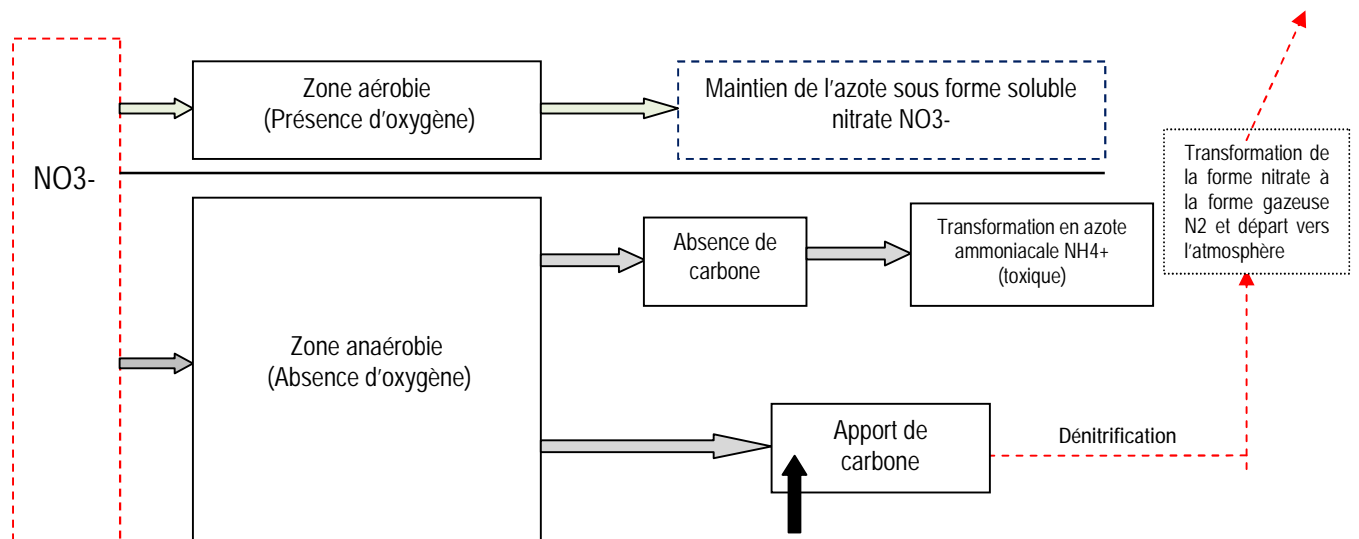 NO3-
Zone aérobie
(Présence d'oxygène)
Maintien de l'azote sous forme soluble
nitrate NO3-
Transformation de
la forme nitrate à
la forme gazeuse
N2 et départ vers
l'atmosphère
Absence de
carbone
Transformation en azote
ammoniacale NH4+
(toxique)
Zone anaérobie
(Absence d'oxygène)
Apport de
carbone
Dénitrification